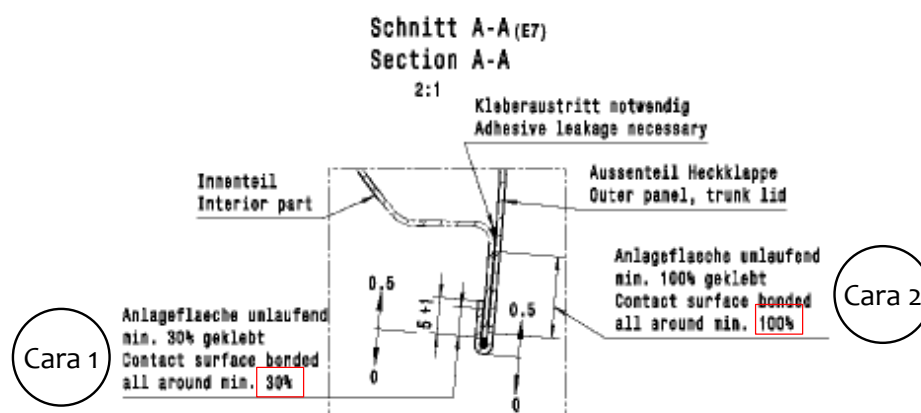 Schnitt A-A (E7)
Section A-A
2:1
Kleberaustritt notwendig
Adhesive leakage necessary
Innenteil
Interior part
Aussenteil Heckklappe
Outer panel, trunk lid
Anlageflaeche umlaufend
min. 100% geklebt
Contact surface bonded
all around min. 100%
Cara 2
0.5
5 +1
0.5
Anlageflaeche umlaufend
min. 30% geklebt
Contact surface bonded
all around min. 30%
Cara 1
0
0